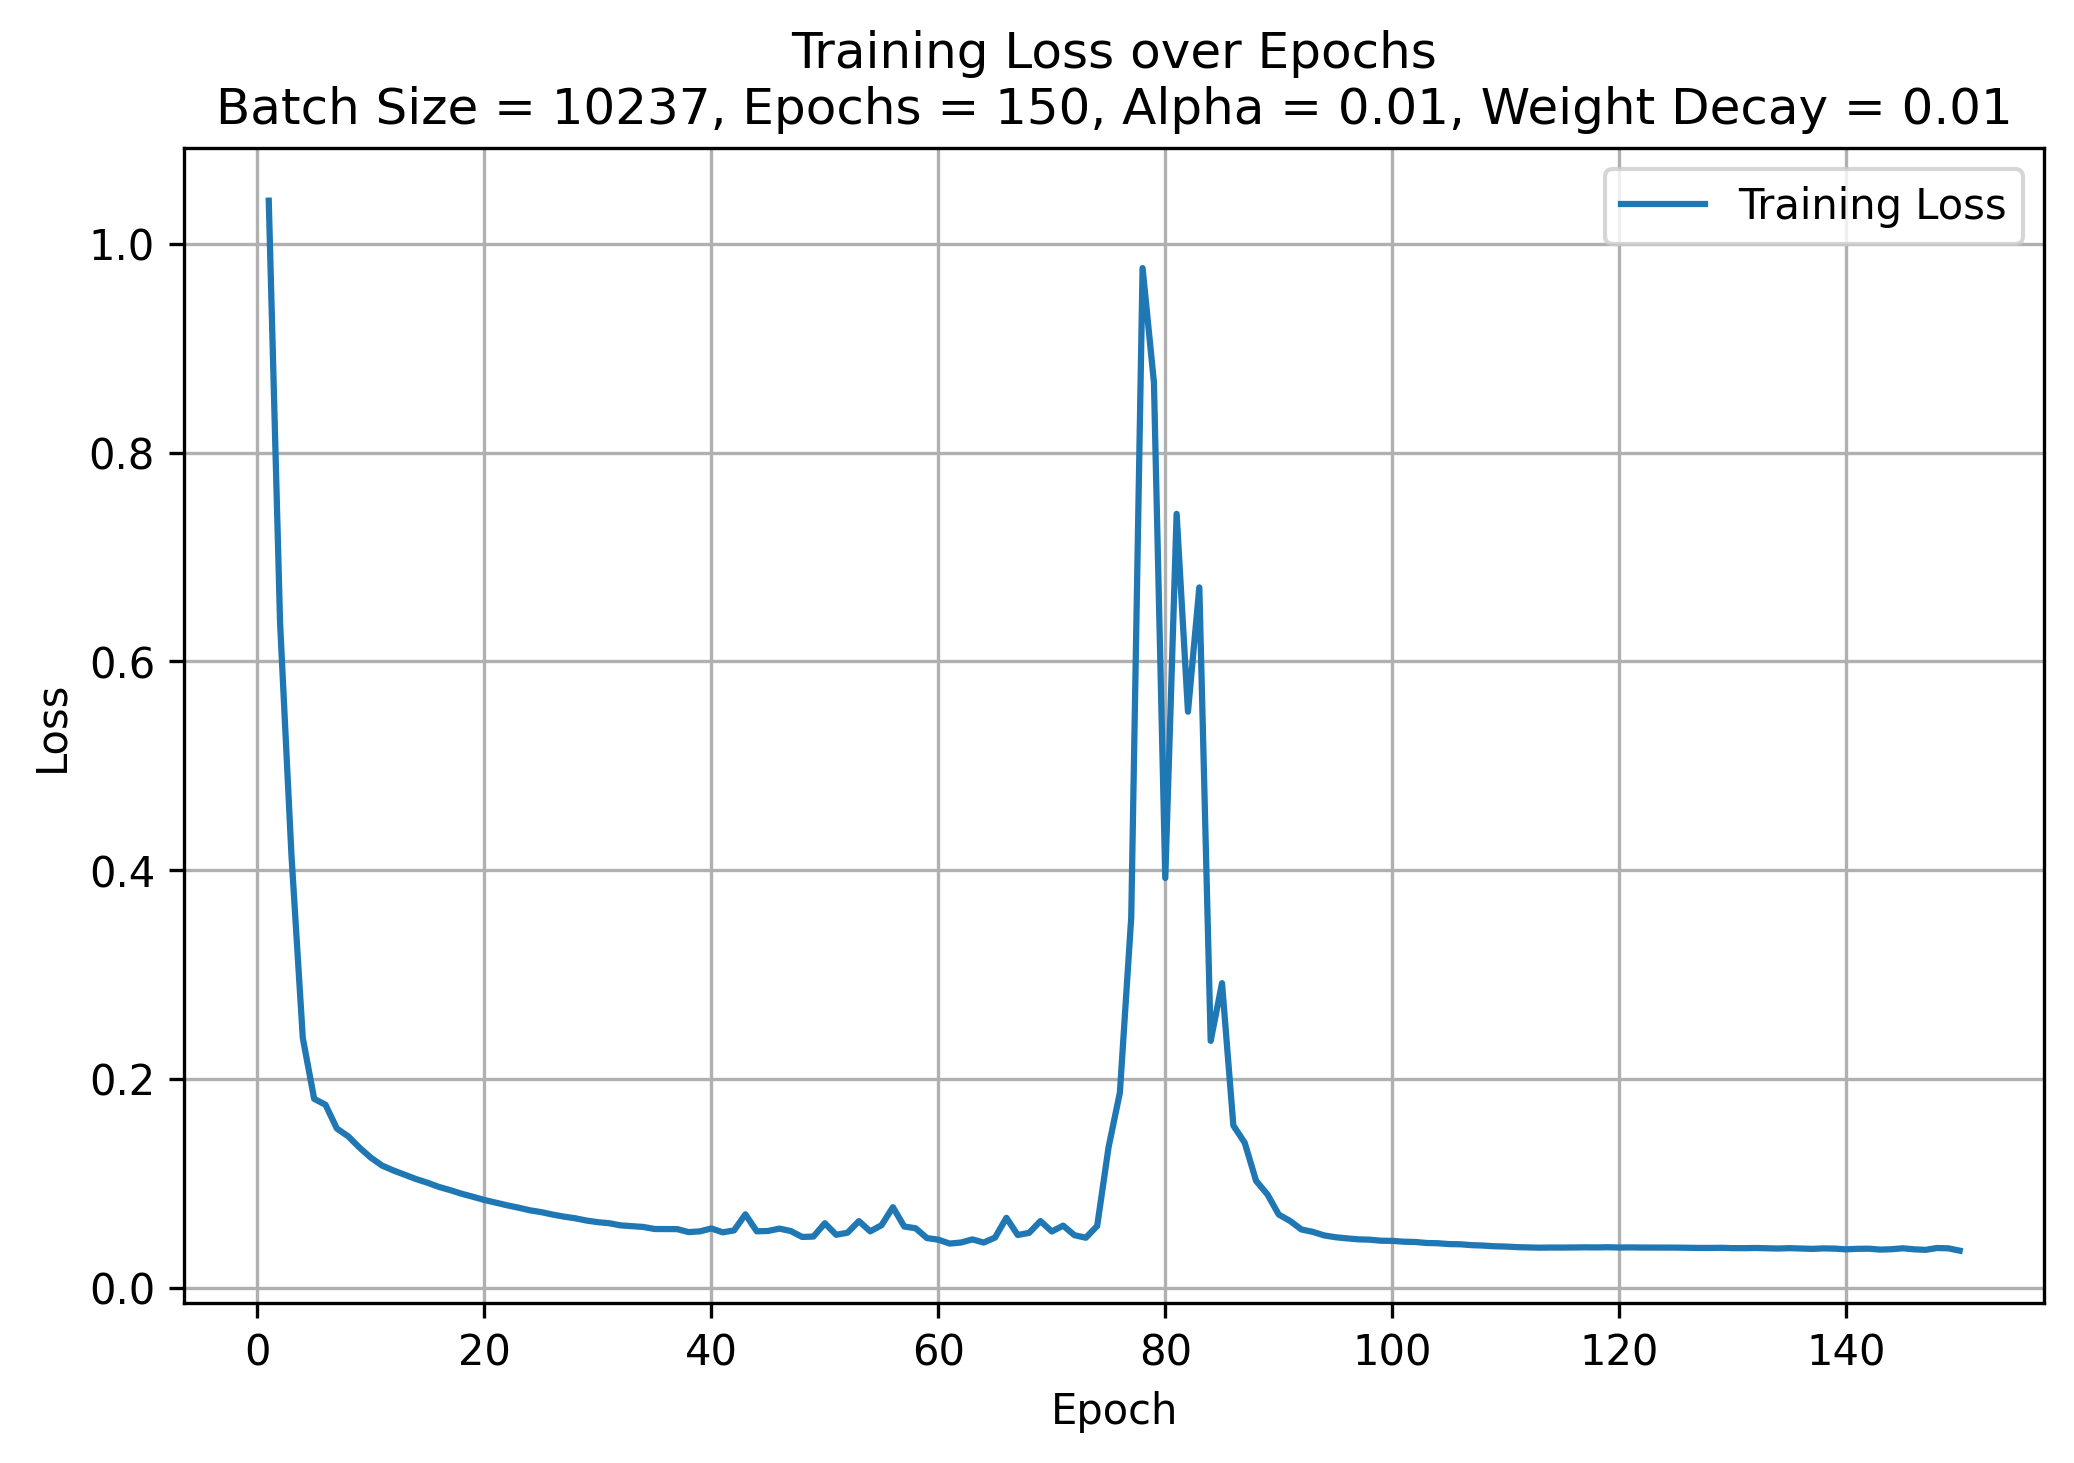 Training Loss over Epochs
Batch Size = 10237, Epochs = 150, Alpha = 0.01, Weight Decay = 0.01
Training Loss
1.0
0.8
0.6
0.4
0.2
0.0
Loss
0 20 40 60 80 100 120 140
Epoch